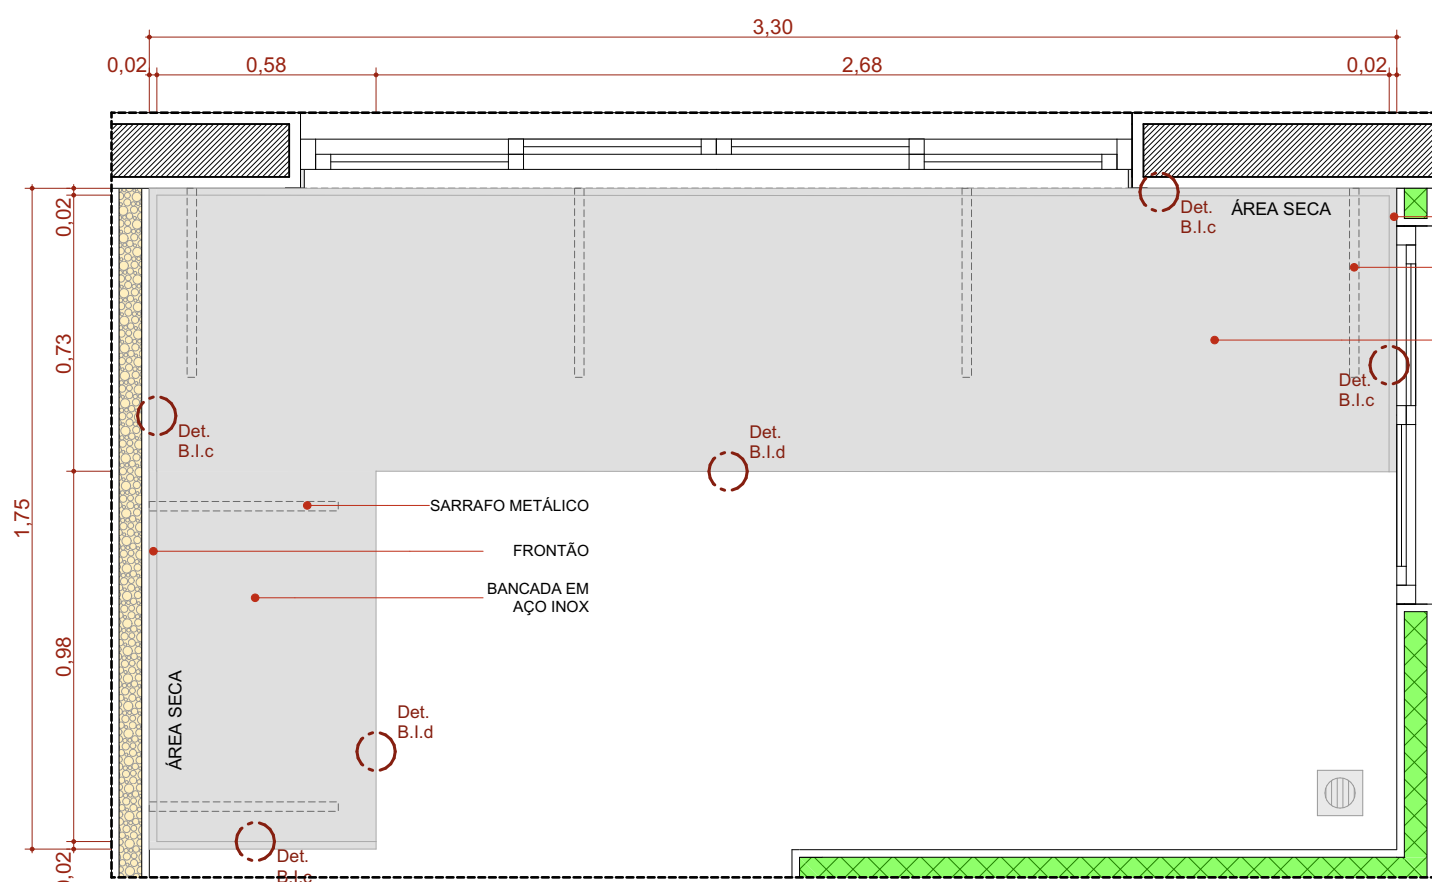 3,30
0,02
0,58
2,68
0,02
Det.
B.I.c
ÁREA SECA
0,02
0,73
Det.
B.I.c
Det.
B.I.c
Det.
B.I.d
1,75
SARRAFO METÁLICO
FRONTÃO
BANCADA EM
AÇO INOX
0,98
ÁREA SECA
Det.
B.I.d
0,02
Det.
B.I.c